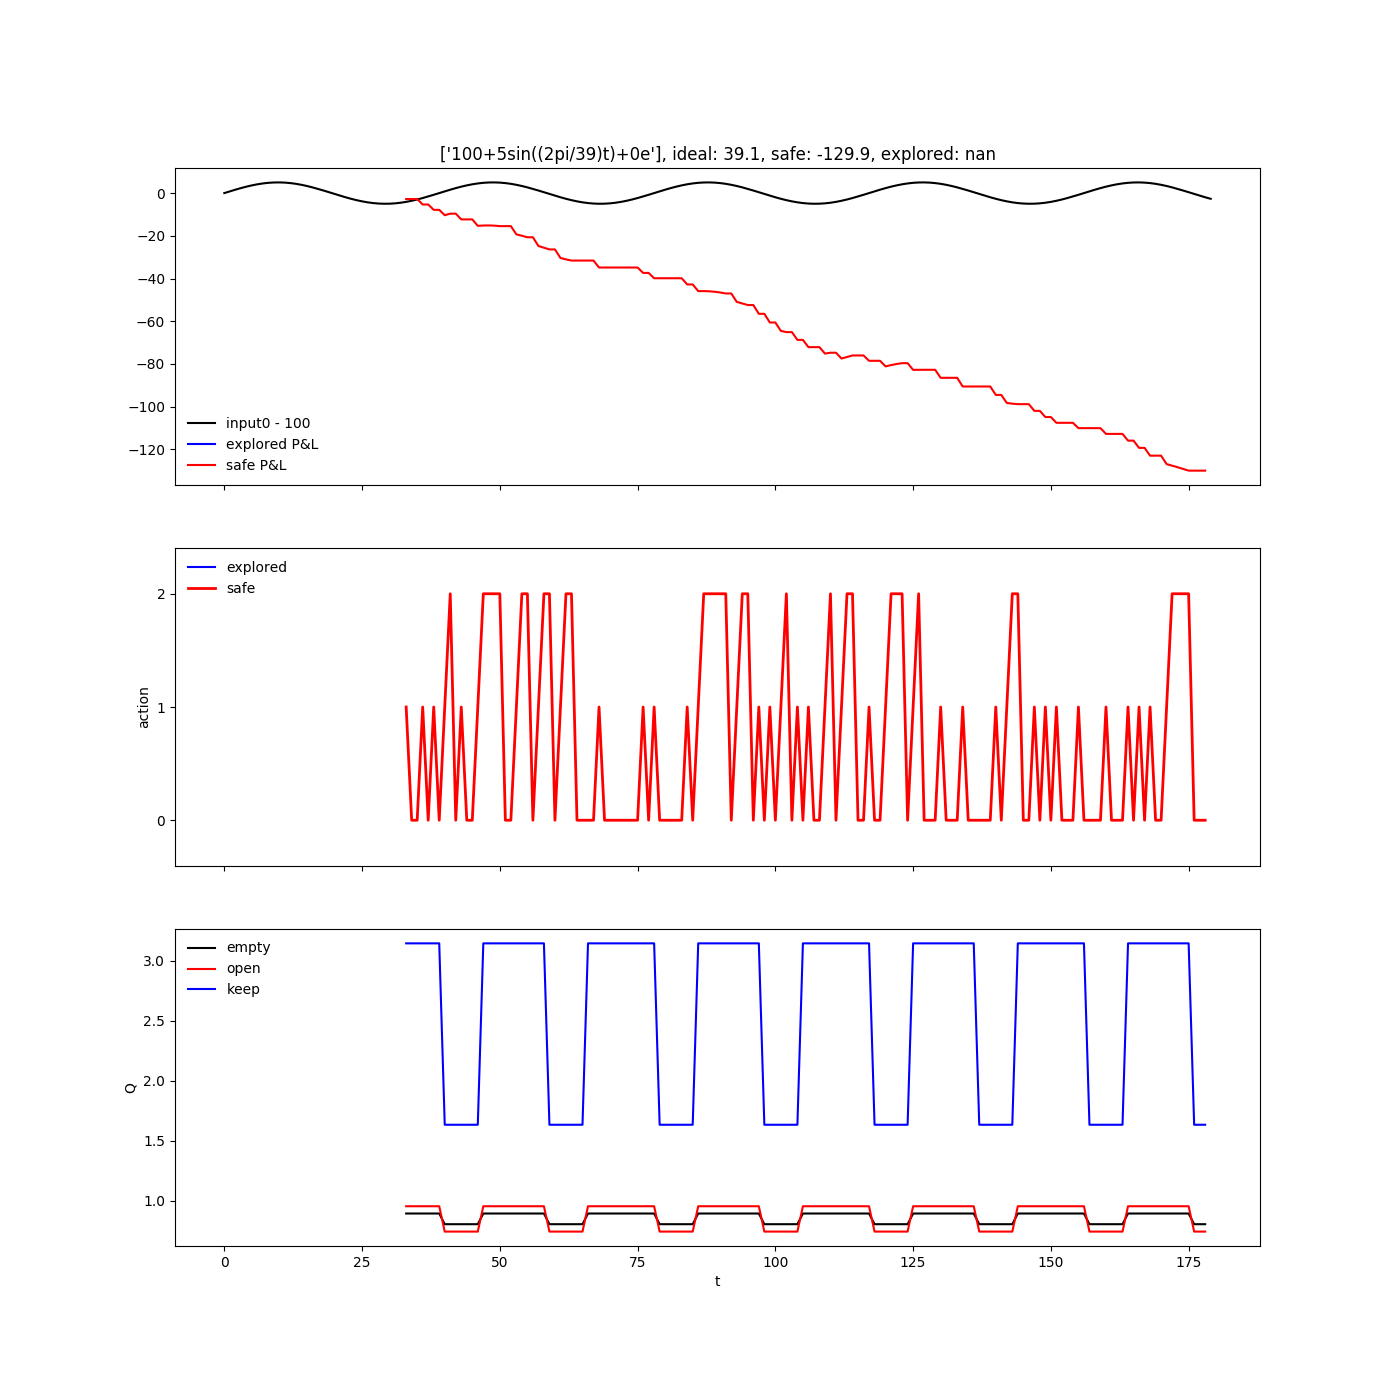 ['100+5sin((2pi/39)t)+0e'], ideal: 39.1, safe: -129.9, explored: nan
0
−20
−40
−60
−80
−100
−120
input0 - 100
explored P&L
safe P&L
explored
safe
2
1
0
action
empty
open
keep
3.0
2.5
2.0
1.5
1.0
Q
0 25 50 75 100 125 150 175
t